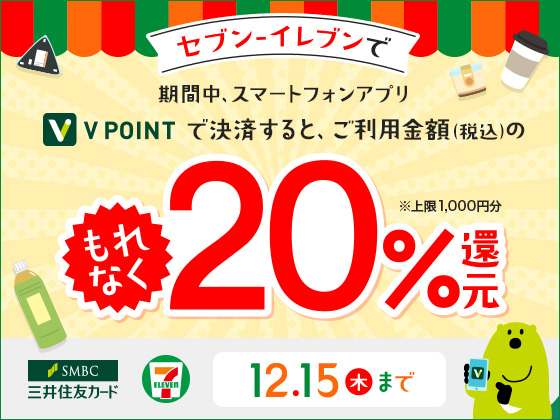 セブン-イレブンで
期間中、スマートフォンアプリ
V POINT で決済すると、ご利用金額(税込)の
もれなく
20%還元
※上限1,000円分
SMBC
三井住友カード
7 ELEVEN
12.15(木)まで
V